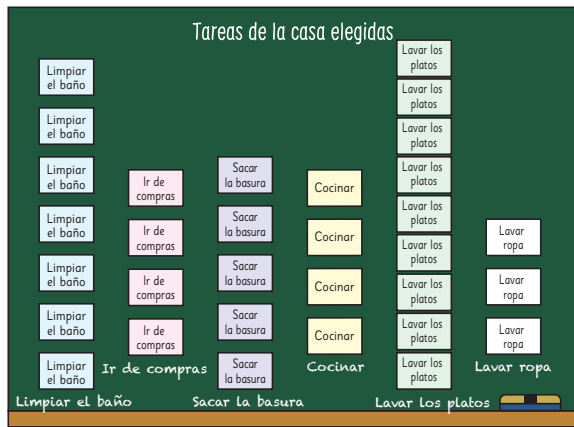 Tareas de la casa elegidas
Limpiar
el baño
Limpiar
el baño
Limpiar
el baño
Limpiar
el baño
Limpiar
el baño
Limpiar
el baño
Limpiar
el baño
Limpiar el baño
Ir de
compras
Ir de
compras
Ir de
compras
Ir de
compras
Ir de compras
Sacar
la basura
Sacar
la basura
Sacar
la basura
Sacar
la basura
Sacar
la basura
Sacar la basura
Cocinar
Cocinar
Cocinar
Cocinar
Cocinar
Lavar los
platos
Lavar los
platos
Lavar los
platos
Lavar los
platos
Lavar los
platos
Lavar los
platos
Lavar los
platos
Lavar los
platos
Lavar los
platos
Lavar los platos
Lavar
ropa
Lavar
ropa
Lavar
ropa
Lavar ropa